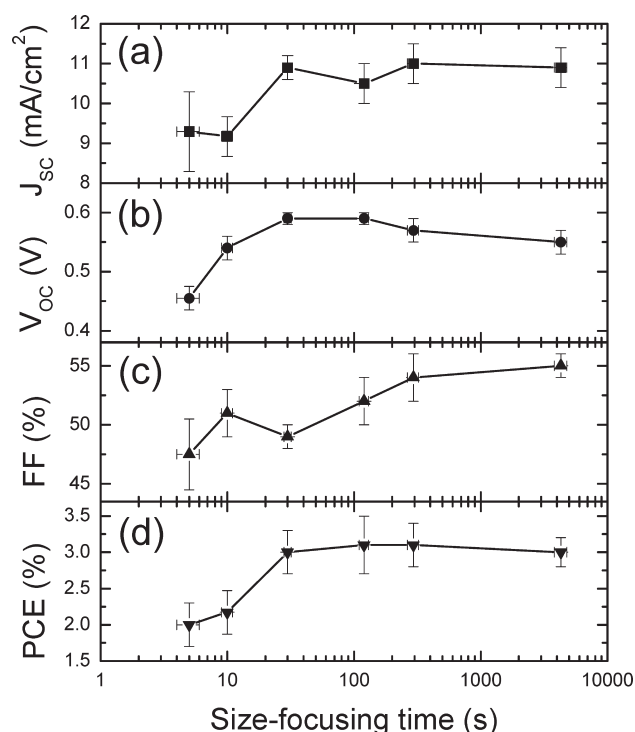 (a)
J_SC (mA/cm²)
12
11
10
9
8
(b)
V_OC (V)
0.6
0.5
0.4
(c)
FF (%)
55
50
45
(d)
PCE (%)
3.5
3.0
2.5
2.0
1.5
1 10 100 1000 10000
Size-focusing time (s)